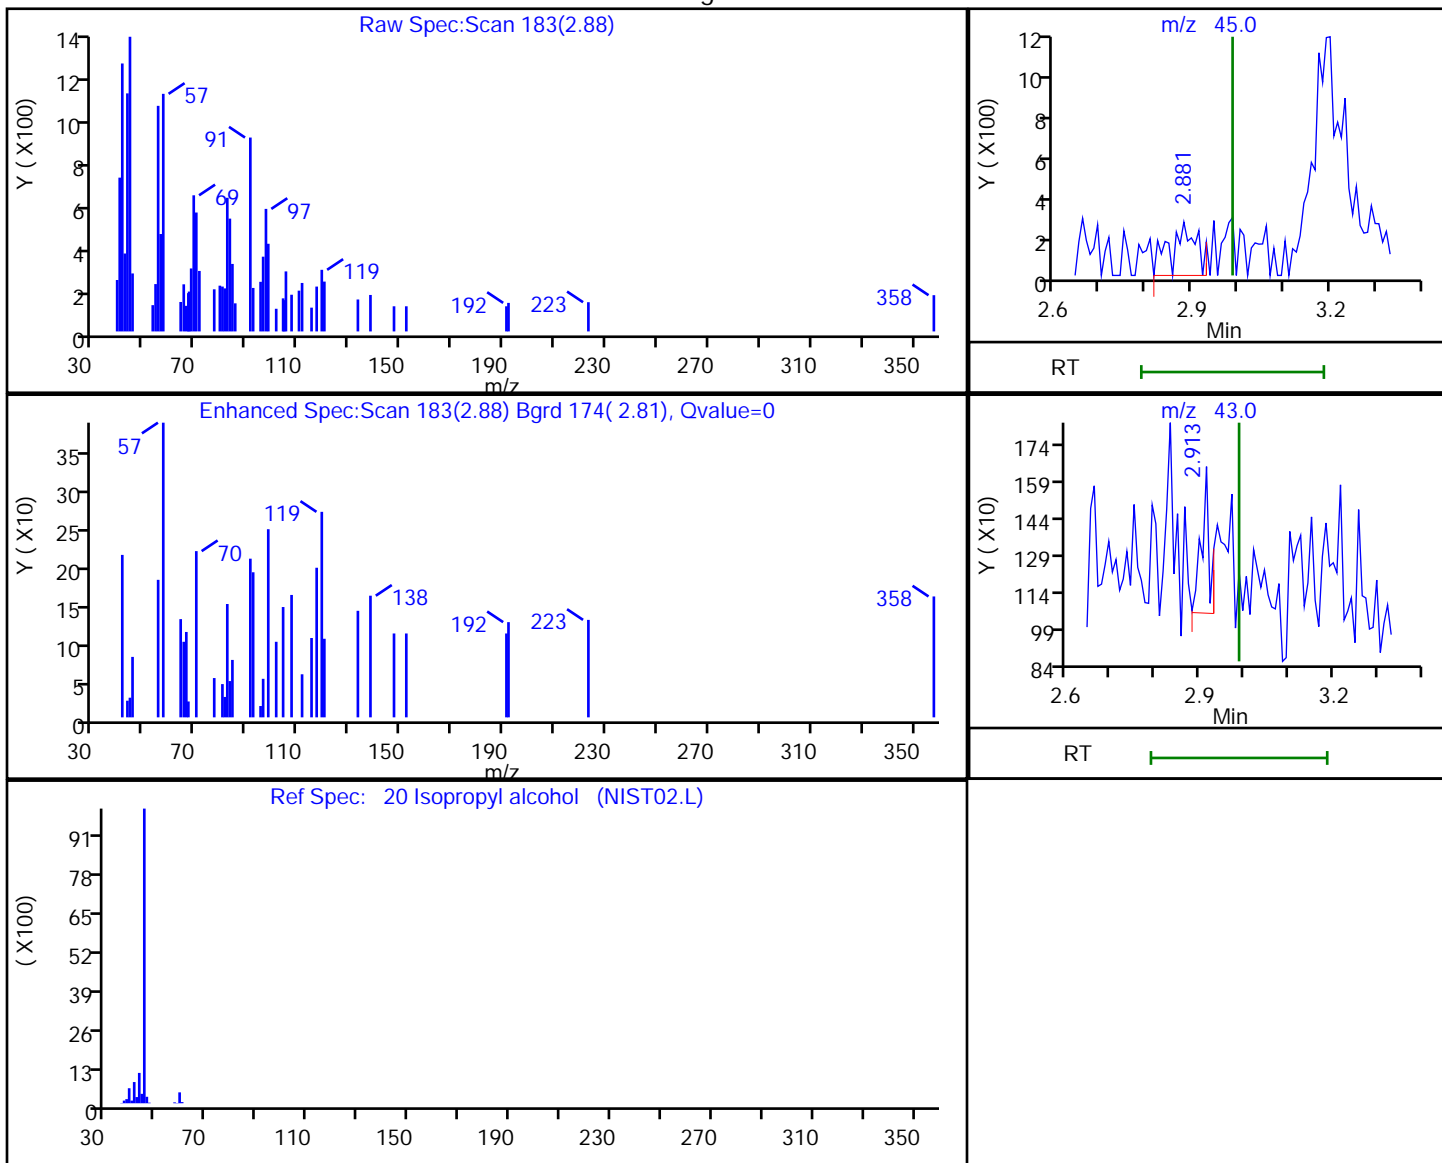 Raw Spec:Scan 183(2.88)
Y ( X100)
14
12
10
8
6
4
2
0
57
91
69
97
119
192
223
358
30 70 110 150 190 230 270 310 350
m/z
m/z 45.0
Y ( X100)
12
10
8
6
4
2
0
2.881
2.6 2.9 3.2
Min
RT
Enhanced Spec:Scan 183(2.88) Bgrd 174( 2.81), Qvalue=0
Y ( X10)
35
30
25
20
15
10
5
0
57
119
70
138
192
223
358
30 70 110 150 190 230 270 310 350
m/z
m/z 43.0
Y ( X10)
174
159
144
129
114
99
84
2.913
2.6 2.9 3.2
Min
RT
Ref Spec: 20 Isopropyl alcohol (NIST02.L)
( X100)
91
78
65
52
39
26
13
0
30 70 110 150 190 230 270 310 350